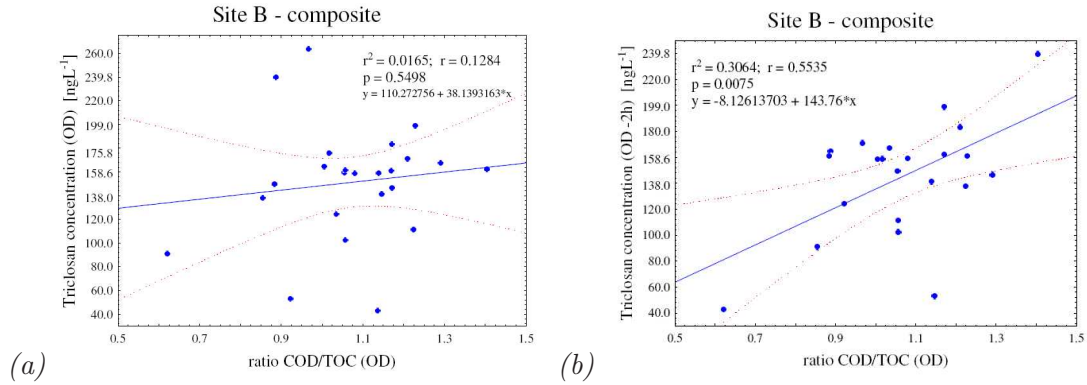 Site B - composite
r² = 0.0165; r = 0.1284
p = 0.5498
y = 110.272756 + 38.1393163*x
Triclosan concentration (OD) [ngL⁻¹]
260.0
239.8
220.0
199.0
175.8
158.6
138.0
120.0
100.0
80.0
60.0
40.0
0.5 0.7 0.9 1.1 1.3 1.5
ratio COD/TOC (OD)
(a)
Site B - composite
r² = 0.3064; r = 0.5535
p = 0.0075
y = -8.12613703 + 143.76*x
Triclosan concentration (OD -2h) [ngL⁻¹]
239.8
220.0
199.0
180.0
158.6
138.0
120.0
100.0
80.0
60.0
40.0
0.5 0.7 0.9 1.1 1.3 1.5
ratio COD/TOC (OD)
(b)